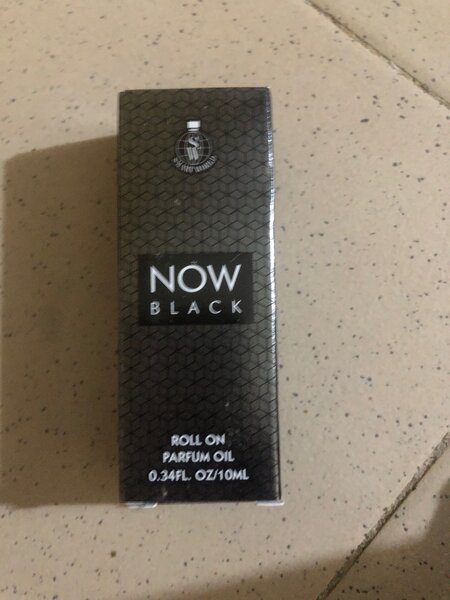 S
W
NOW
BLACK
ROLL ON
PARFUM OIL
0.34FL. OZ/10ML